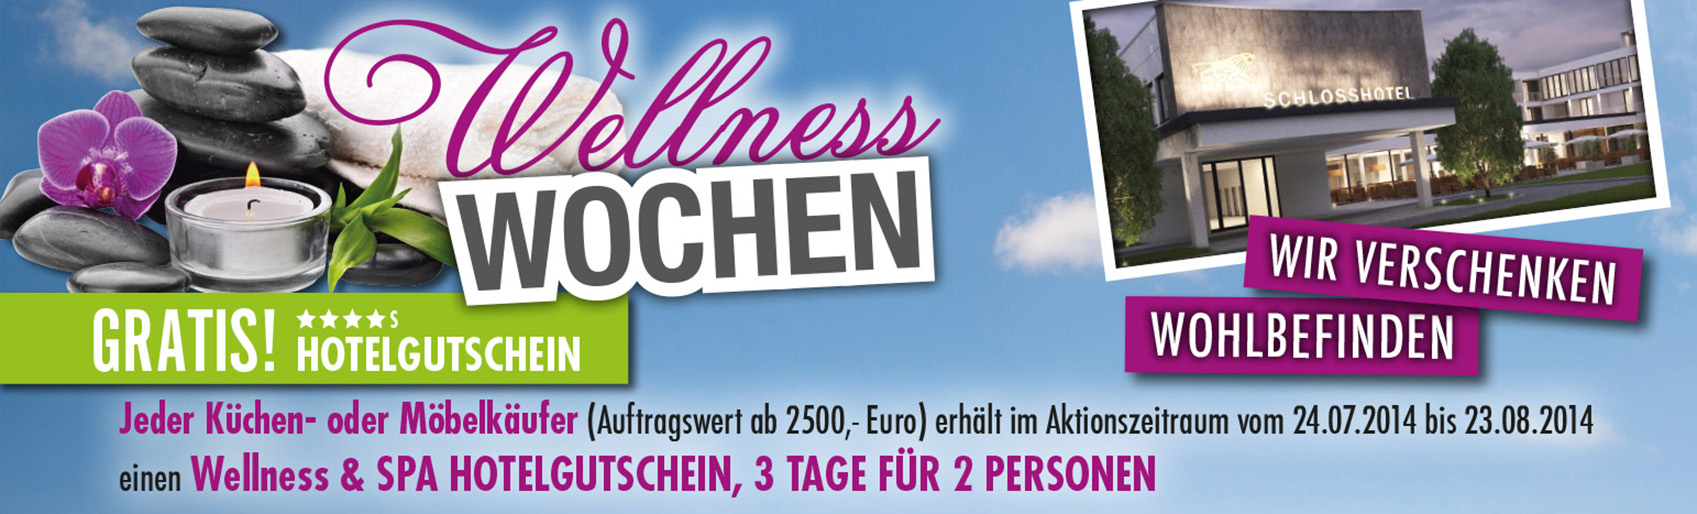 Wellness
WOCHEN
SCHLOSSHOTEL
WIR VERSCHENKEN
WOHLBEFINDEN
GRATIS! ★★★★S
HOTELGUTSCHEIN
Jeder Küchen- oder Möbelkäufer (Auftragswert ab 2500,- Euro) erhält im Aktionszeitraum vom 24.07.2014 bis 23.08.2014
einen Wellness & SPA HOTELGUTSCHEIN, 3 TAGE FÜR 2 PERSONEN